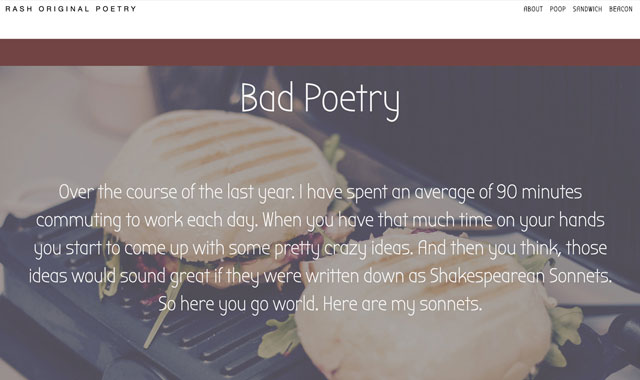 RASH ORIGINAL POETRY
ABOUT POOP SANDWICH BEACON
Bad Poetry
Over the course of the last year. I have spent an average of 90 minutes
commuting to work each day. When you have that much time on your hands
you start to come up with some pretty crazy ideas. And then you think, those
ideas would sound great if they were written down as Shakespearean Sonnets.
So here you go world. Here are my sonnets.